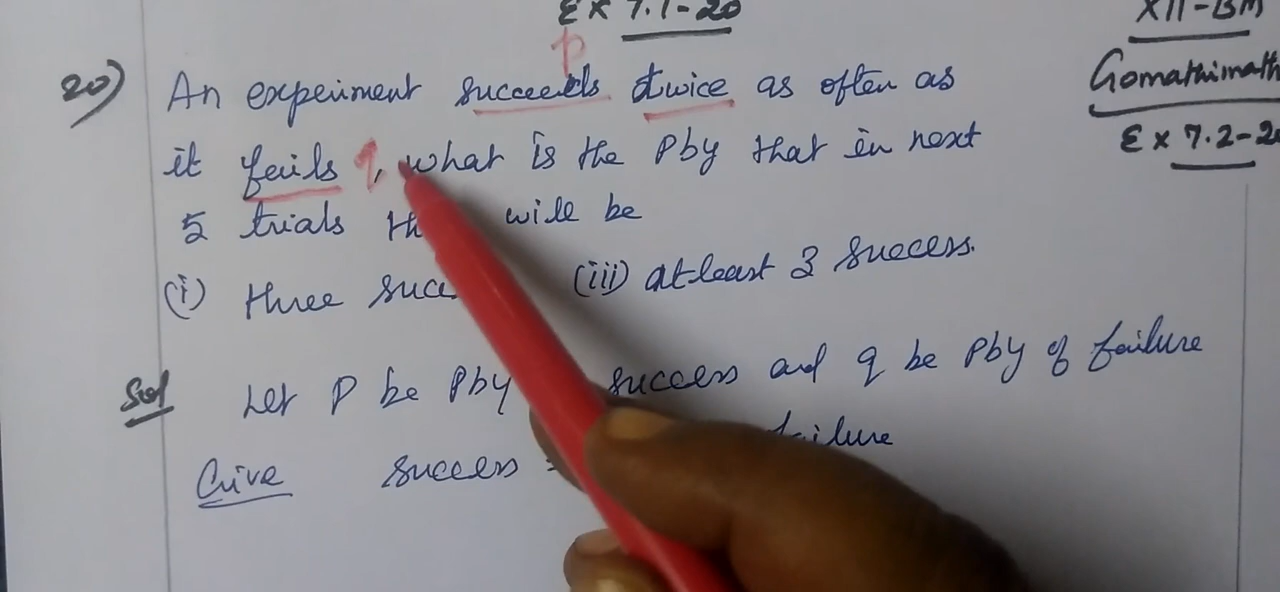 Ex 7.1-20
XII-BM
Gomathimath
Ex 7.2-2
p
20) An experiment succeeds twice as often as
it fails q, what is the Pby that in next
5 trials will be
(i) three (iii) atleast 3 success.
Sol Let P be Pby success and q be Pby of failure
Give success failure